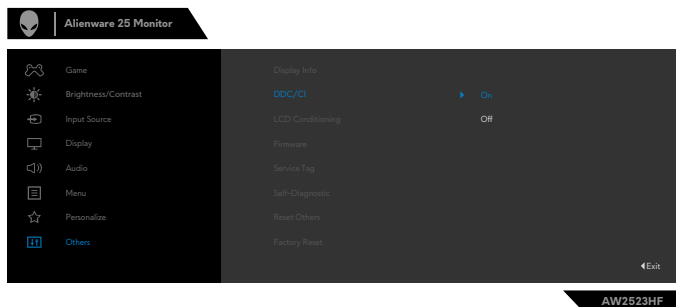 Alienware 25 Monitor
Game
Display Info
Brightness/Contrast
DDC/CI
On
Input Source
LCD Conditioning
Off
Display
Firmware
Audio
Service Tag
Menu
Self-Diagnostic
Personalize
Reset Others
Others
Factory Reset
Exit
AW2523HF